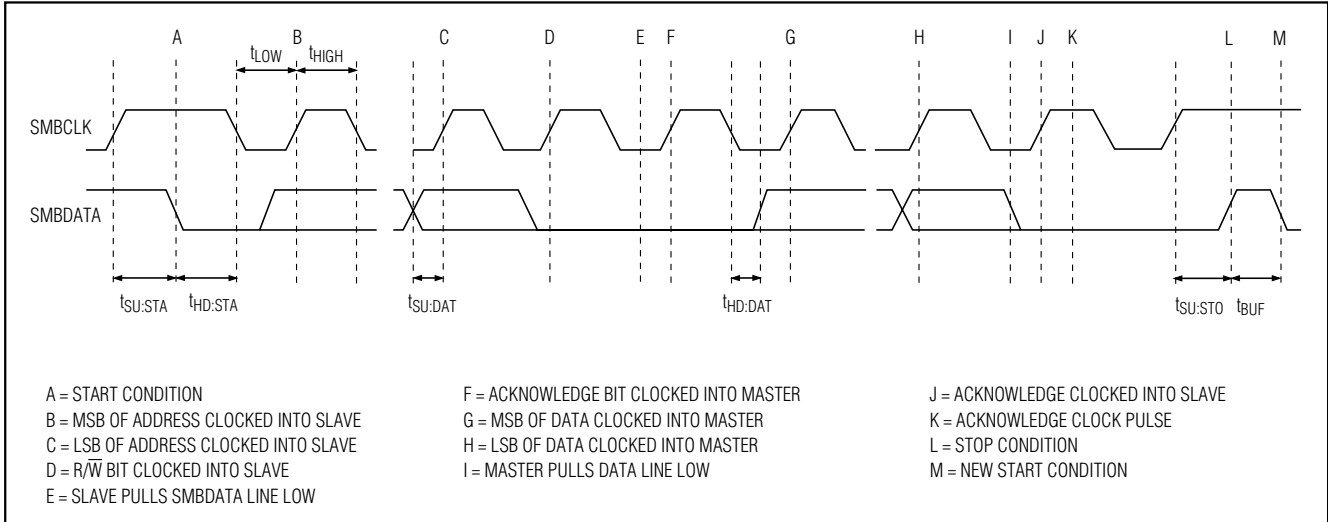 A B C D E F G H I J K L M
tLOW tHIGH
SMBCLK
SMBDATA
tSU:STA tHD:STA tSU:DAT tHD:DAT tSU:STO tBUF
A = START CONDITION
B = MSB OF ADDRESS CLOCKED INTO SLAVE
C = LSB OF ADDRESS CLOCKED INTO SLAVE
D = R/W̅ BIT CLOCKED INTO SLAVE
E = SLAVE PULLS SMBDATA LINE LOW
F = ACKNOWLEDGE BIT CLOCKED INTO MASTER
G = MSB OF DATA CLOCKED INTO MASTER
H = LSB OF DATA CLOCKED INTO MASTER
I = MASTER PULLS DATA LINE LOW
J = ACKNOWLEDGE CLOCKED INTO SLAVE
K = ACKNOWLEDGE CLOCK PULSE
L = STOP CONDITION
M = NEW START CONDITION